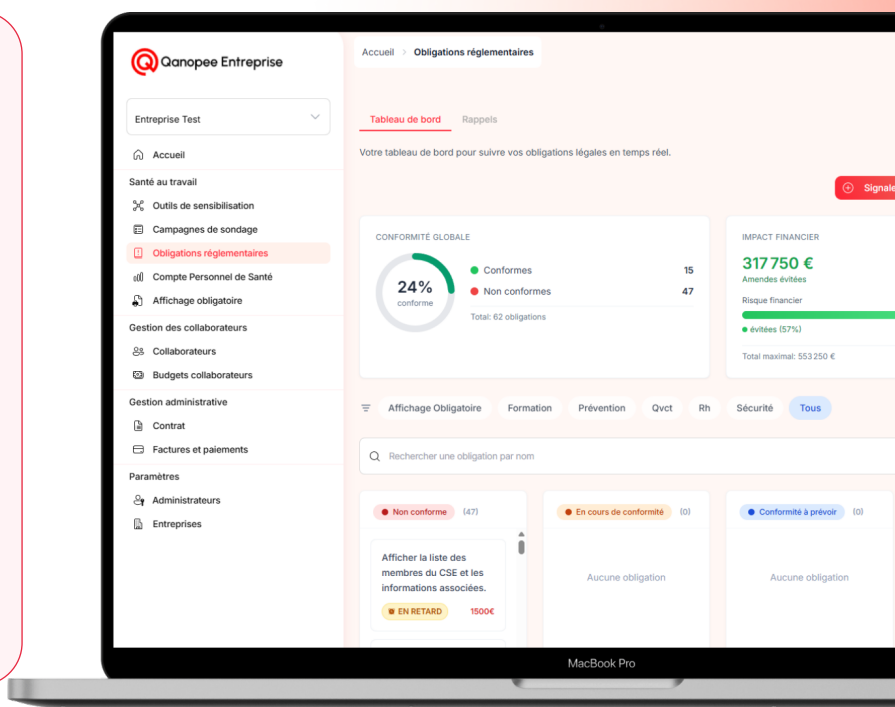 Qanopee Entreprise
Accueil > Obligations réglementaires
Entreprise Test
Accueil
Santé au travail
Outils de sensibilisation
Campagnes de sondage
Obligations réglementaires
Compte Personnel de Santé
Affichage obligatoire
Gestion des collaborateurs
Collaborateurs
Budgets collaborateurs
Gestion administrative
Contrat
Factures et paiements
Paramètres
Administrateurs
Entreprises
Tableau de bord Rappels
Votre tableau de bord pour suivre vos obligations légales en temps réel.
Signale
CONFORMITÉ GLOBALE
24%
conforme
Conformes 15
Non conformes 47
Total: 62 obligations
IMPACT FINANCIER
317 750 €
Amendes évitées
Risque financier
évitées (57%)
Total maximal: 553 250 €
Affichage Obligatoire Formation Prévention Qvct Rh Sécurité Tous
Rechercher une obligation par nom
Non conforme (47)
Afficher la liste des
membres du CSE et les
informations associées.
EN RETARD 1500€
En cours de conformité (0)
Aucune obligation
Conformité à prévoir (0)
Aucune obligation
MacBook Pro